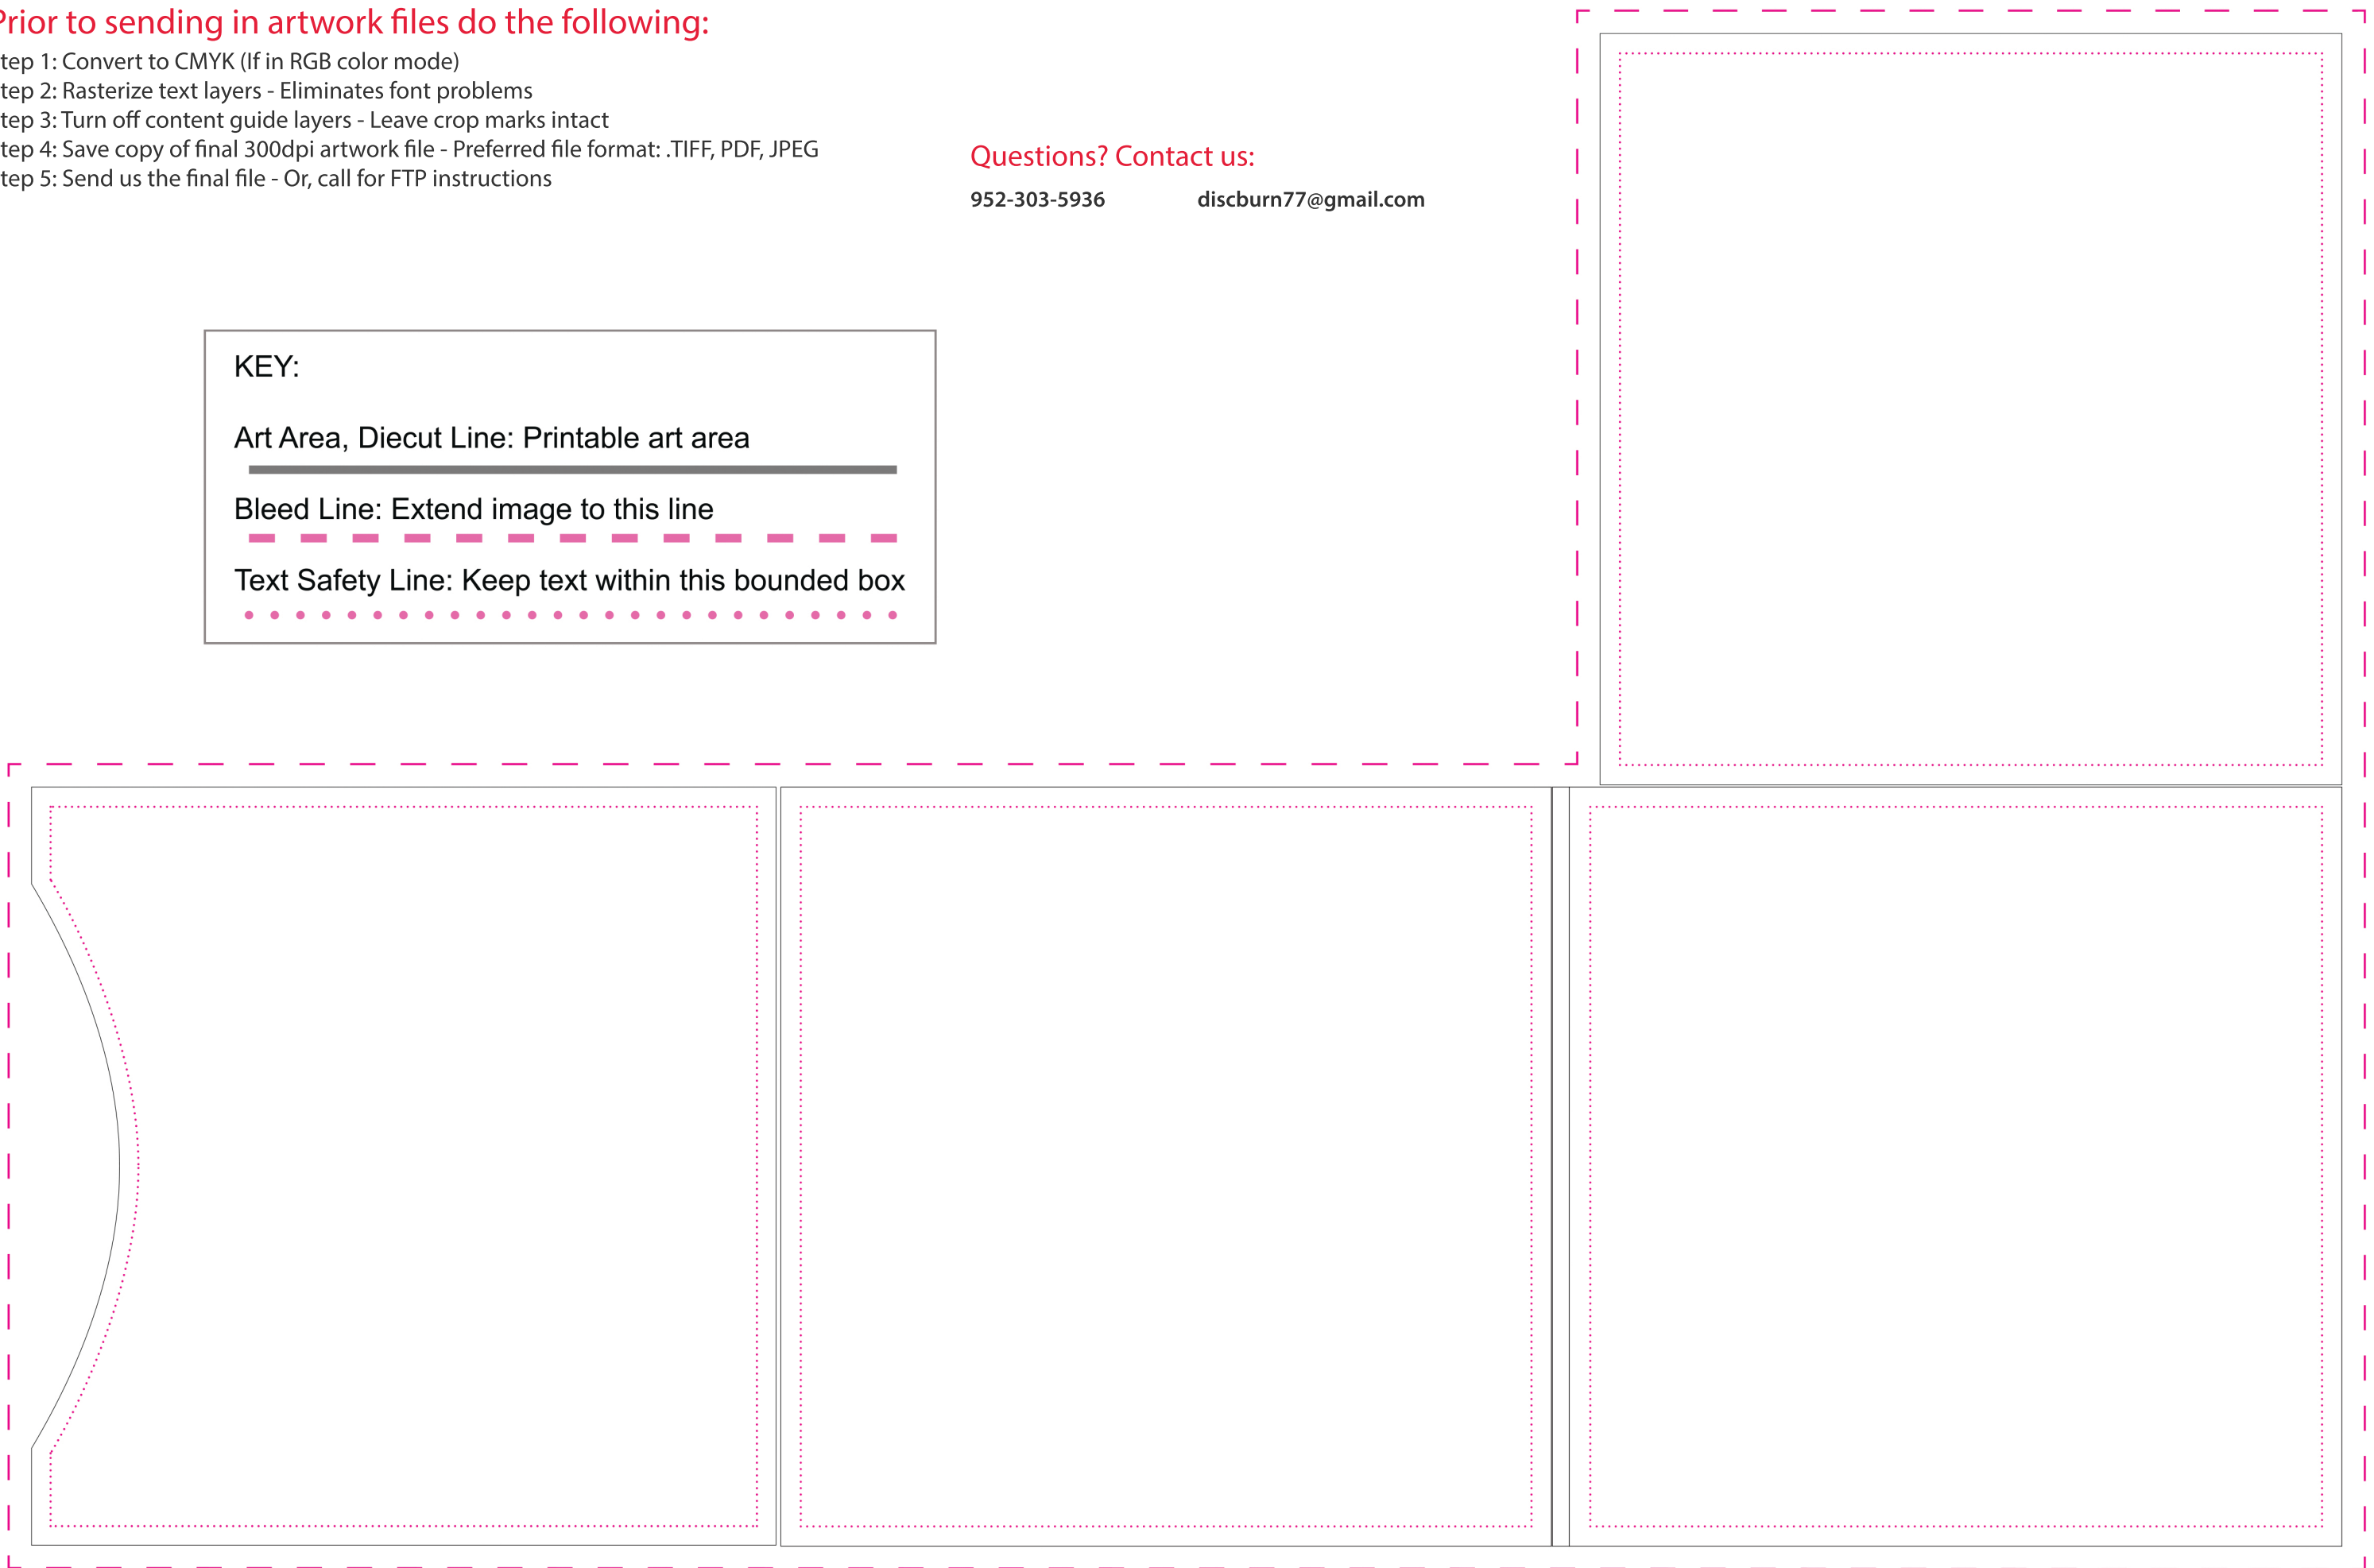 Prior to sending in artwork files do the following:
tep 1: Convert to CMYK (If in RGB color mode)
tep 2: Rasterize text layers - Eliminates font problems
tep 3: Turn off content guide layers - Leave crop marks intact
tep 4: Save copy of final 300dpi artwork file - Preferred file format: .TIFF, PDF, JPEG
tep 5: Send us the final file - Or, call for FTP instructions
Questions? Contact us:
952-303-5936 discburn77@gmail.com
KEY:
Art Area, Diecut Line: Printable art area
Bleed Line: Extend image to this line
Text Safety Line: Keep text within this bounded box